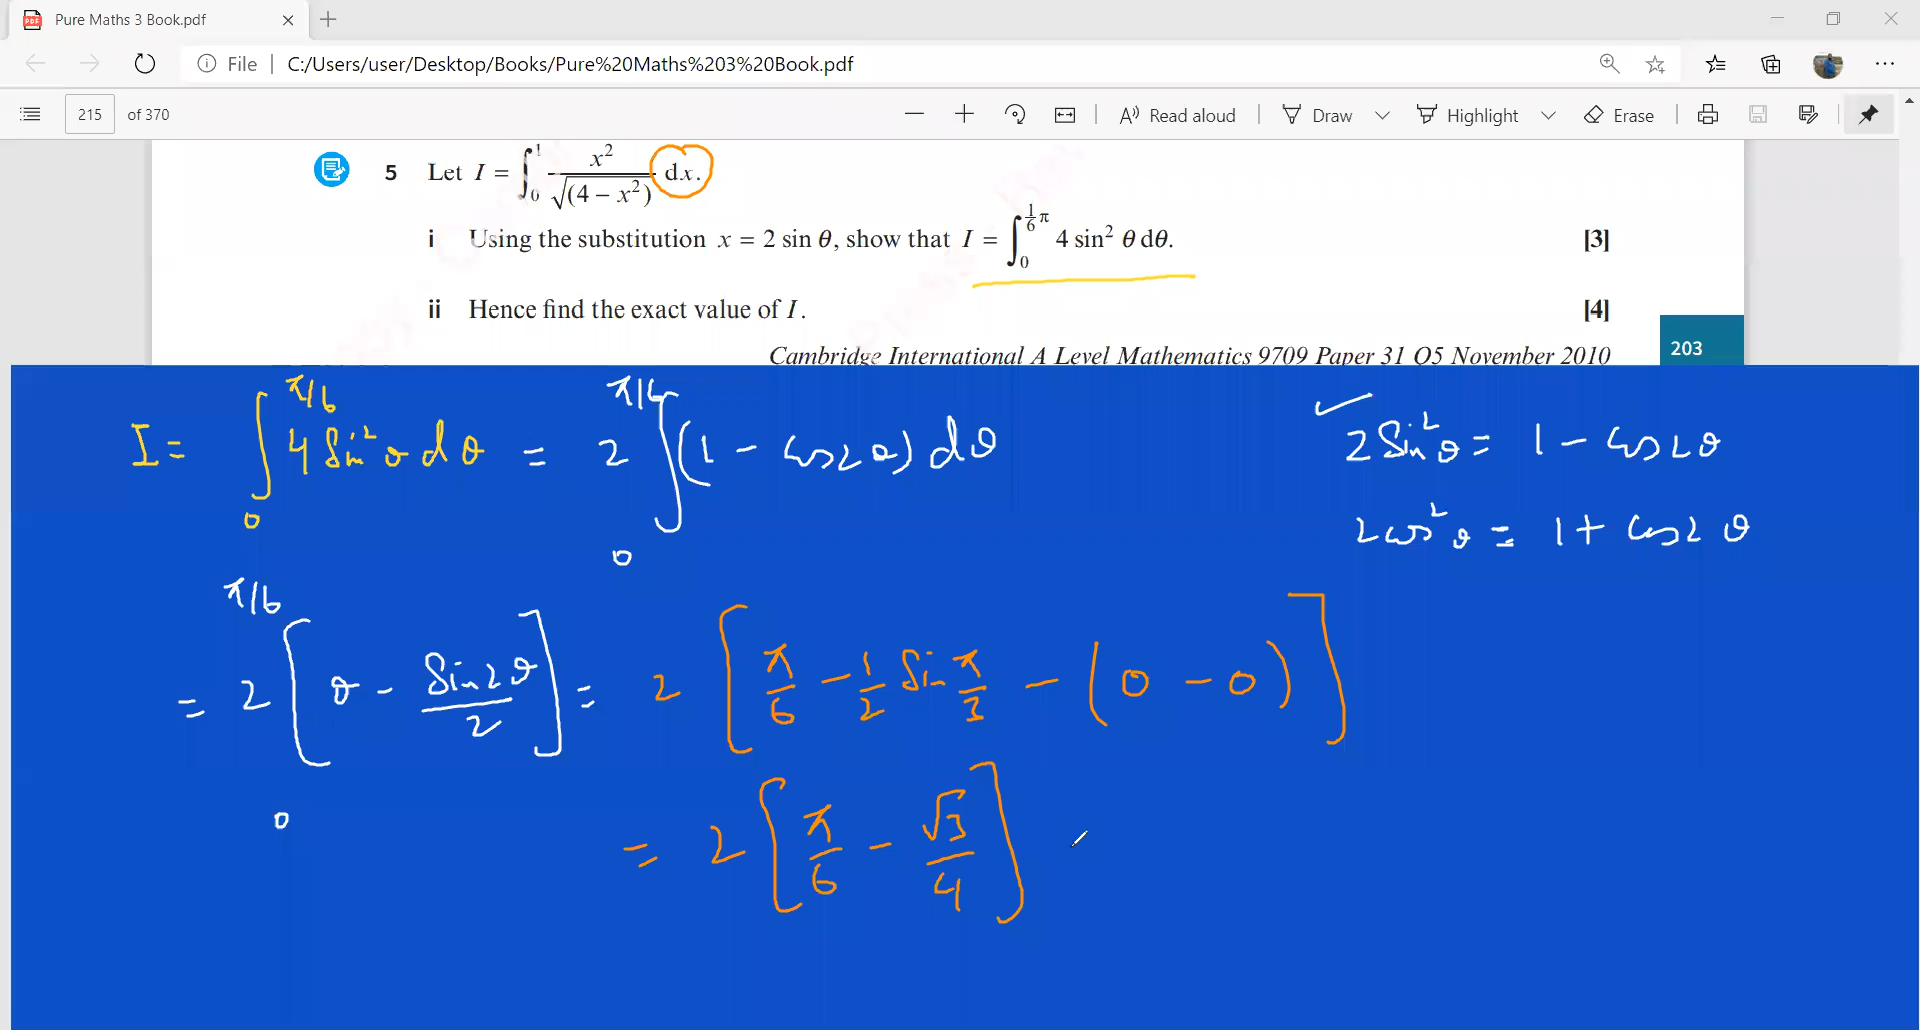 Pure Maths 3 Book.pdf
File | C:/Users/user/Desktop/Books/Pure%20Maths%203%20Book.pdf
215 of 370 Read aloud Draw Highlight Erase
5 Let I = ∫₀¹ x²/√(4 − x²) dx.
i Using the substitution x = 2 sin θ, show that I = ∫₀^(1/6 π) 4 sin² θ dθ. [3]
ii Hence find the exact value of I. [4]
Cambridge International A Level Mathematics 9709 Paper 31 Q5 November 2010
203
I = ∫₀^(π/6) 4 Sin²θ dθ = 2 ∫₀^(π/6) (1 − cos2θ) dθ
2Sin²θ = 1 − cos2θ
2cos²θ = 1 + cos2θ
= 2 [θ − Sin2θ/2]₀^(π/6) = 2 [π/6 − 1/2 Sin π/3 − (0 − 0)]
= 2 [π/6 − √3/4]